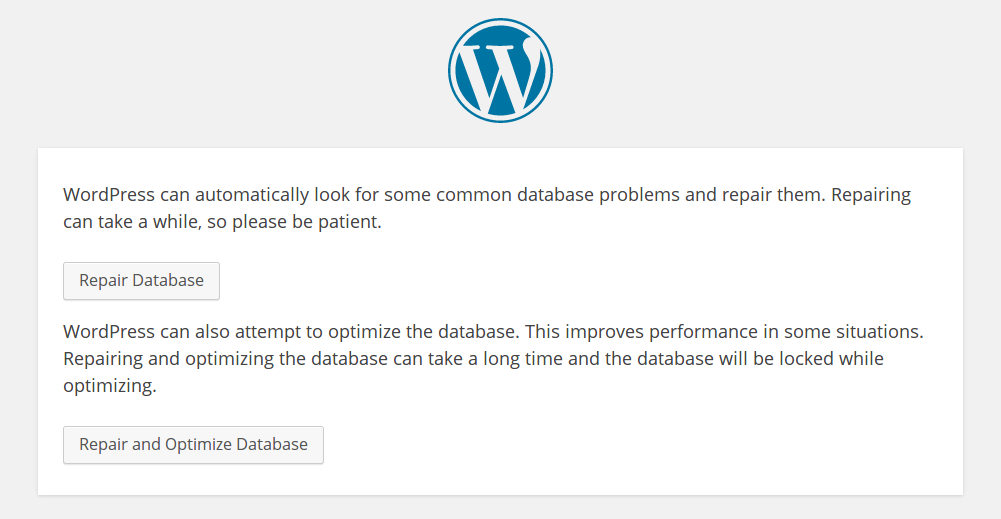 WordPress can automatically look for some common database problems and repair them. Repairing
can take a while, so please be patient.
Repair Database
WordPress can also attempt to optimize the database. This improves performance in some situations.
Repairing and optimizing the database can take a long time and the database will be locked while
optimizing.
Repair and Optimize Database